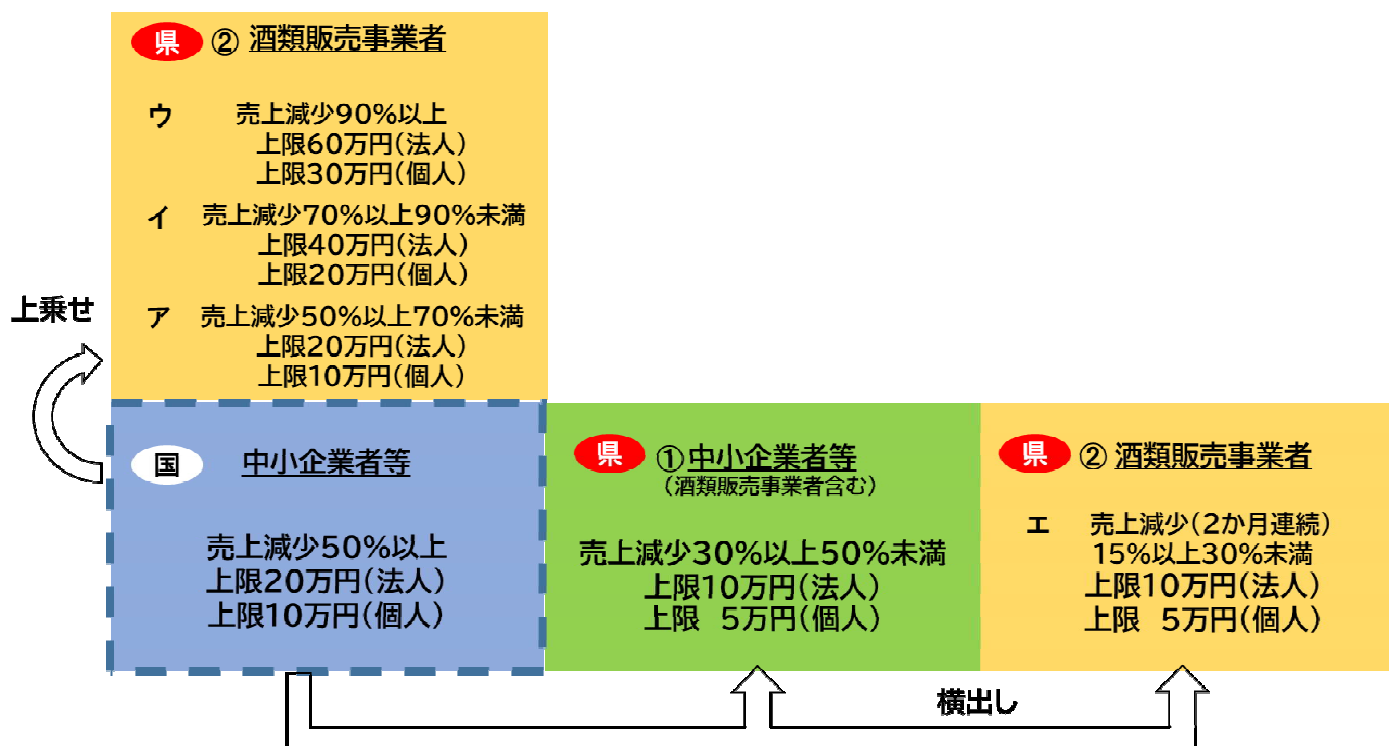 県 ② 酒類販売事業者
ウ 売上減少90%以上
上限60万円(法人)
上限30万円(個人)
イ 売上減少70%以上90%未満
上限40万円(法人)
上限20万円(個人)
ア 売上減少50%以上70%未満
上限20万円(法人)
上限10万円(個人)
上乗せ
国 中小企業者等
売上減少50%以上
上限20万円(法人)
上限10万円(個人)
県 ①中小企業者等
(酒類販売事業者含む)
売上減少30%以上50%未満
上限10万円(法人)
上限 5万円(個人)
県 ② 酒類販売事業者
エ 売上減少(2か月連続)
15%以上30%未満
上限10万円(法人)
上限 5万円(個人)
横出し